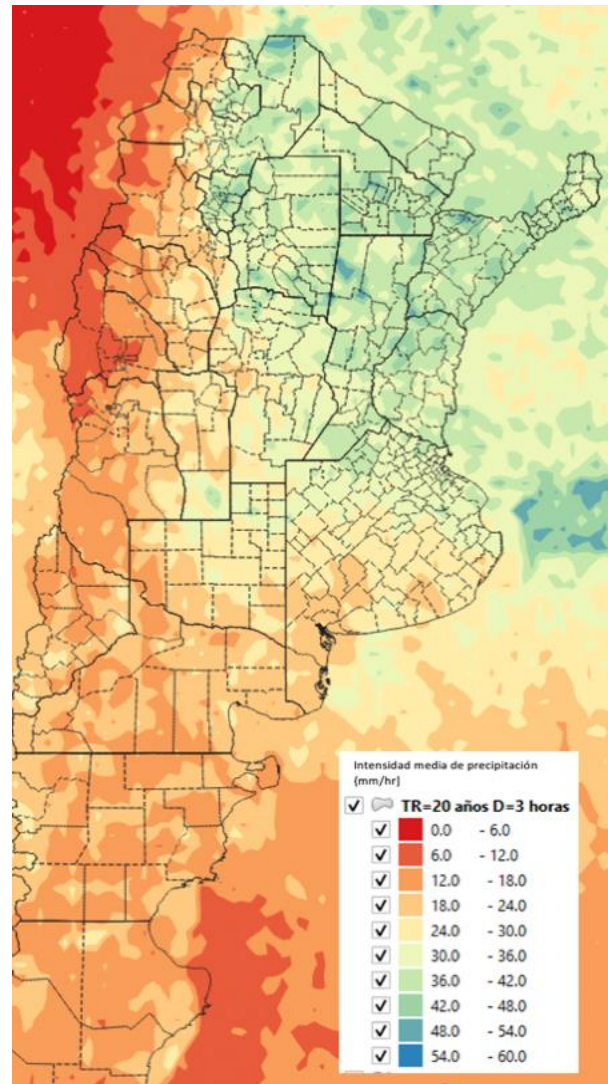 Intensidad media de precipitación
(mm/hr)
TR=20 años D=3 horas
0.0 - 6.0
6.0 - 12.0
12.0 - 18.0
18.0 - 24.0
24.0 - 30.0
30.0 - 36.0
36.0 - 42.0
42.0 - 48.0
48.0 - 54.0
54.0 - 60.0